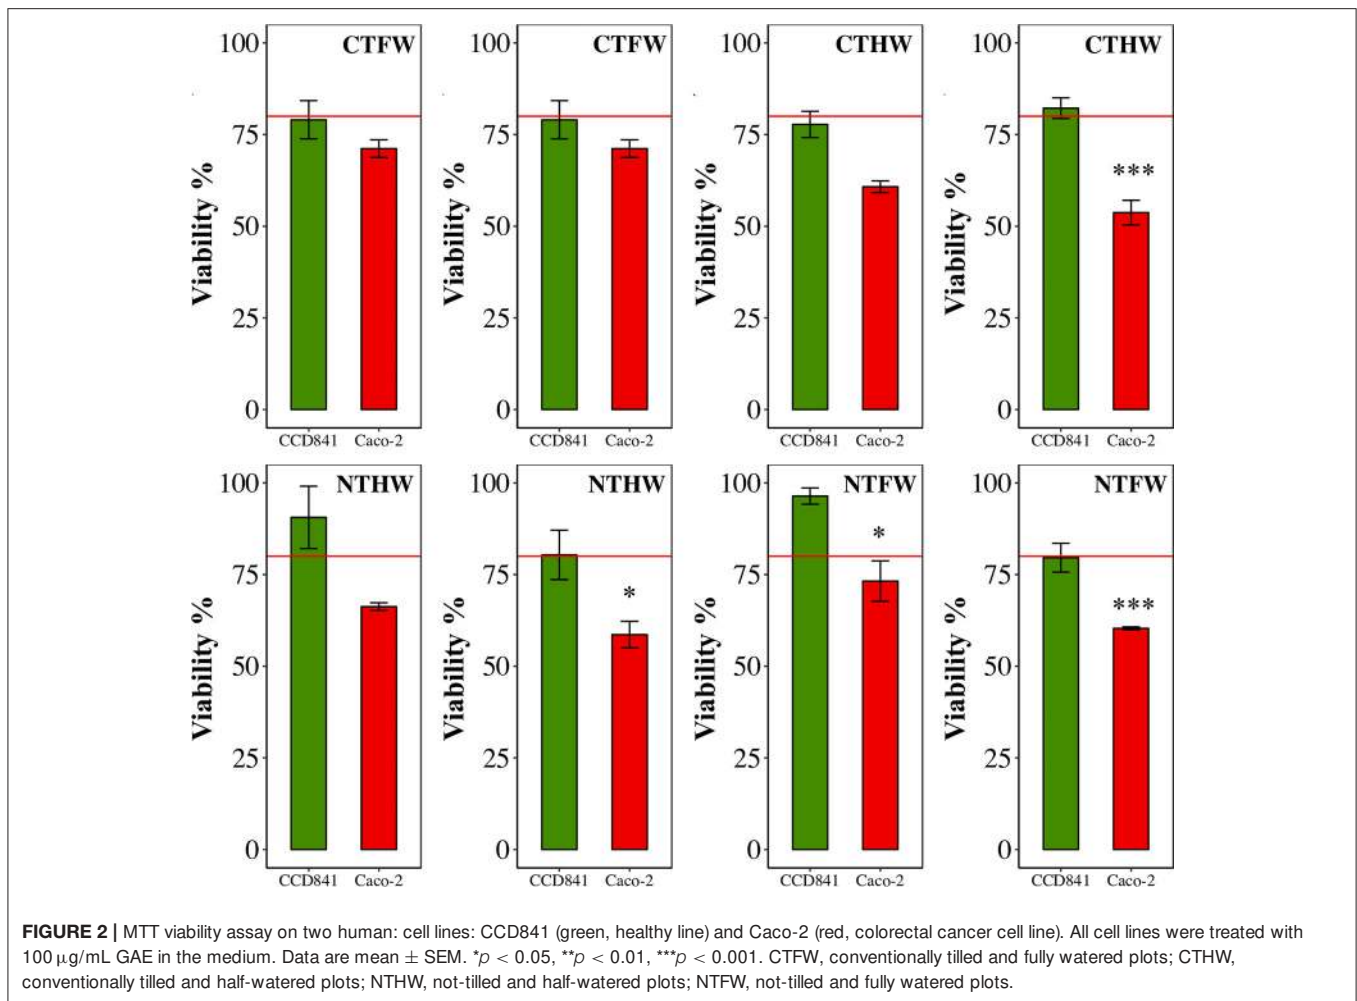 100
CTFW
75
50
25
0
Viability %
CCD841 Caco-2
100
CTFW
75
50
25
0
Viability %
CCD841 Caco-2
100
CTHW
75
50
25
0
Viability %
CCD841 Caco-2
100
CTHW
75
***
50
25
0
Viability %
CCD841 Caco-2
100
NTHW
75
50
25
0
Viability %
CCD841 Caco-2
100
NTHW
75
*
50
25
0
Viability %
CCD841 Caco-2
100
NTFW
*
75
50
25
0
Viability %
CCD841 Caco-2
100
NTFW
75
***
50
25
0
Viability %
CCD841 Caco-2
FIGURE 2 | MTT viability assay on two human: cell lines: CCD841 (green, healthy line) and Caco-2 (red, colorectal cancer cell line). All cell lines were treated with
100 μg/mL GAE in the medium. Data are mean ± SEM. *p < 0.05, **p < 0.01, ***p < 0.001. CTFW, conventionally tilled and fully watered plots; CTHW,
conventionally tilled and half-watered plots; NTHW, not-tilled and half-watered plots; NTFW, not-tilled and fully watered plots.